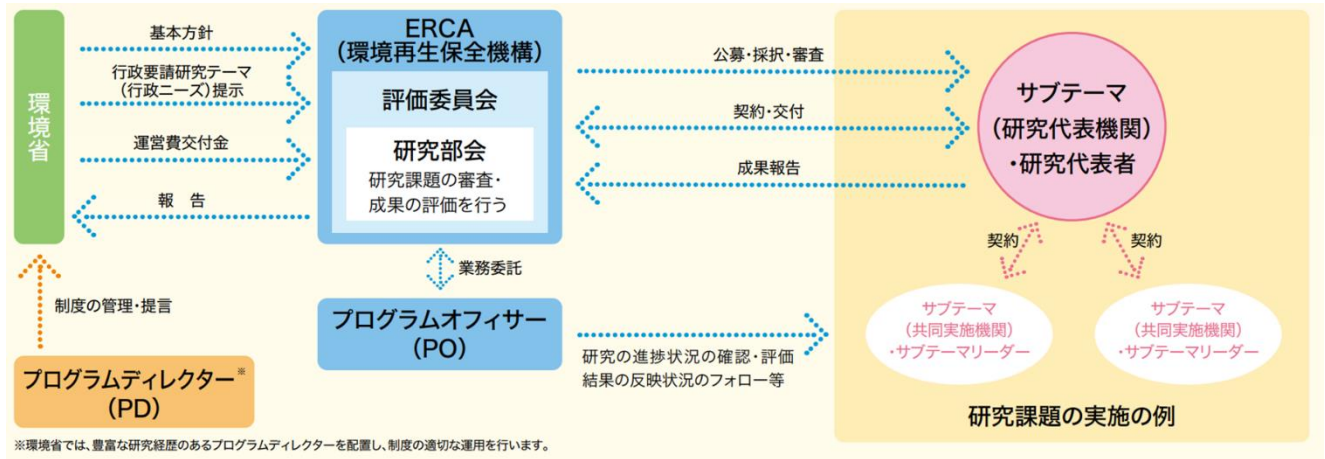 環境省
基本方針
行政要請研究テーマ
（行政ニーズ）提示
運営費交付金
報　告
ERCA
（環境再生保全機構）
評価委員会
研究部会
研究課題の審査・
成果の評価を行う
公募・採択・審査
契約・交付
成果報告
サブテーマ
（研究代表機関）
・研究代表者
契約
契約
サブテーマ
（共同実施機関）
・サブテーマリーダー
サブテーマ
（共同実施機関）
・サブテーマリーダー
研究課題の実施の例
業務委託
プログラムオフィサー
（PO）
研究の進捗状況の確認・評価
結果の反映状況のフォロー等
制度の管理・提言
プログラムディレクター※
（PD）
※環境省では、豊富な研究経歴のあるプログラムディレクターを配置し、制度の適切な運用を行います。